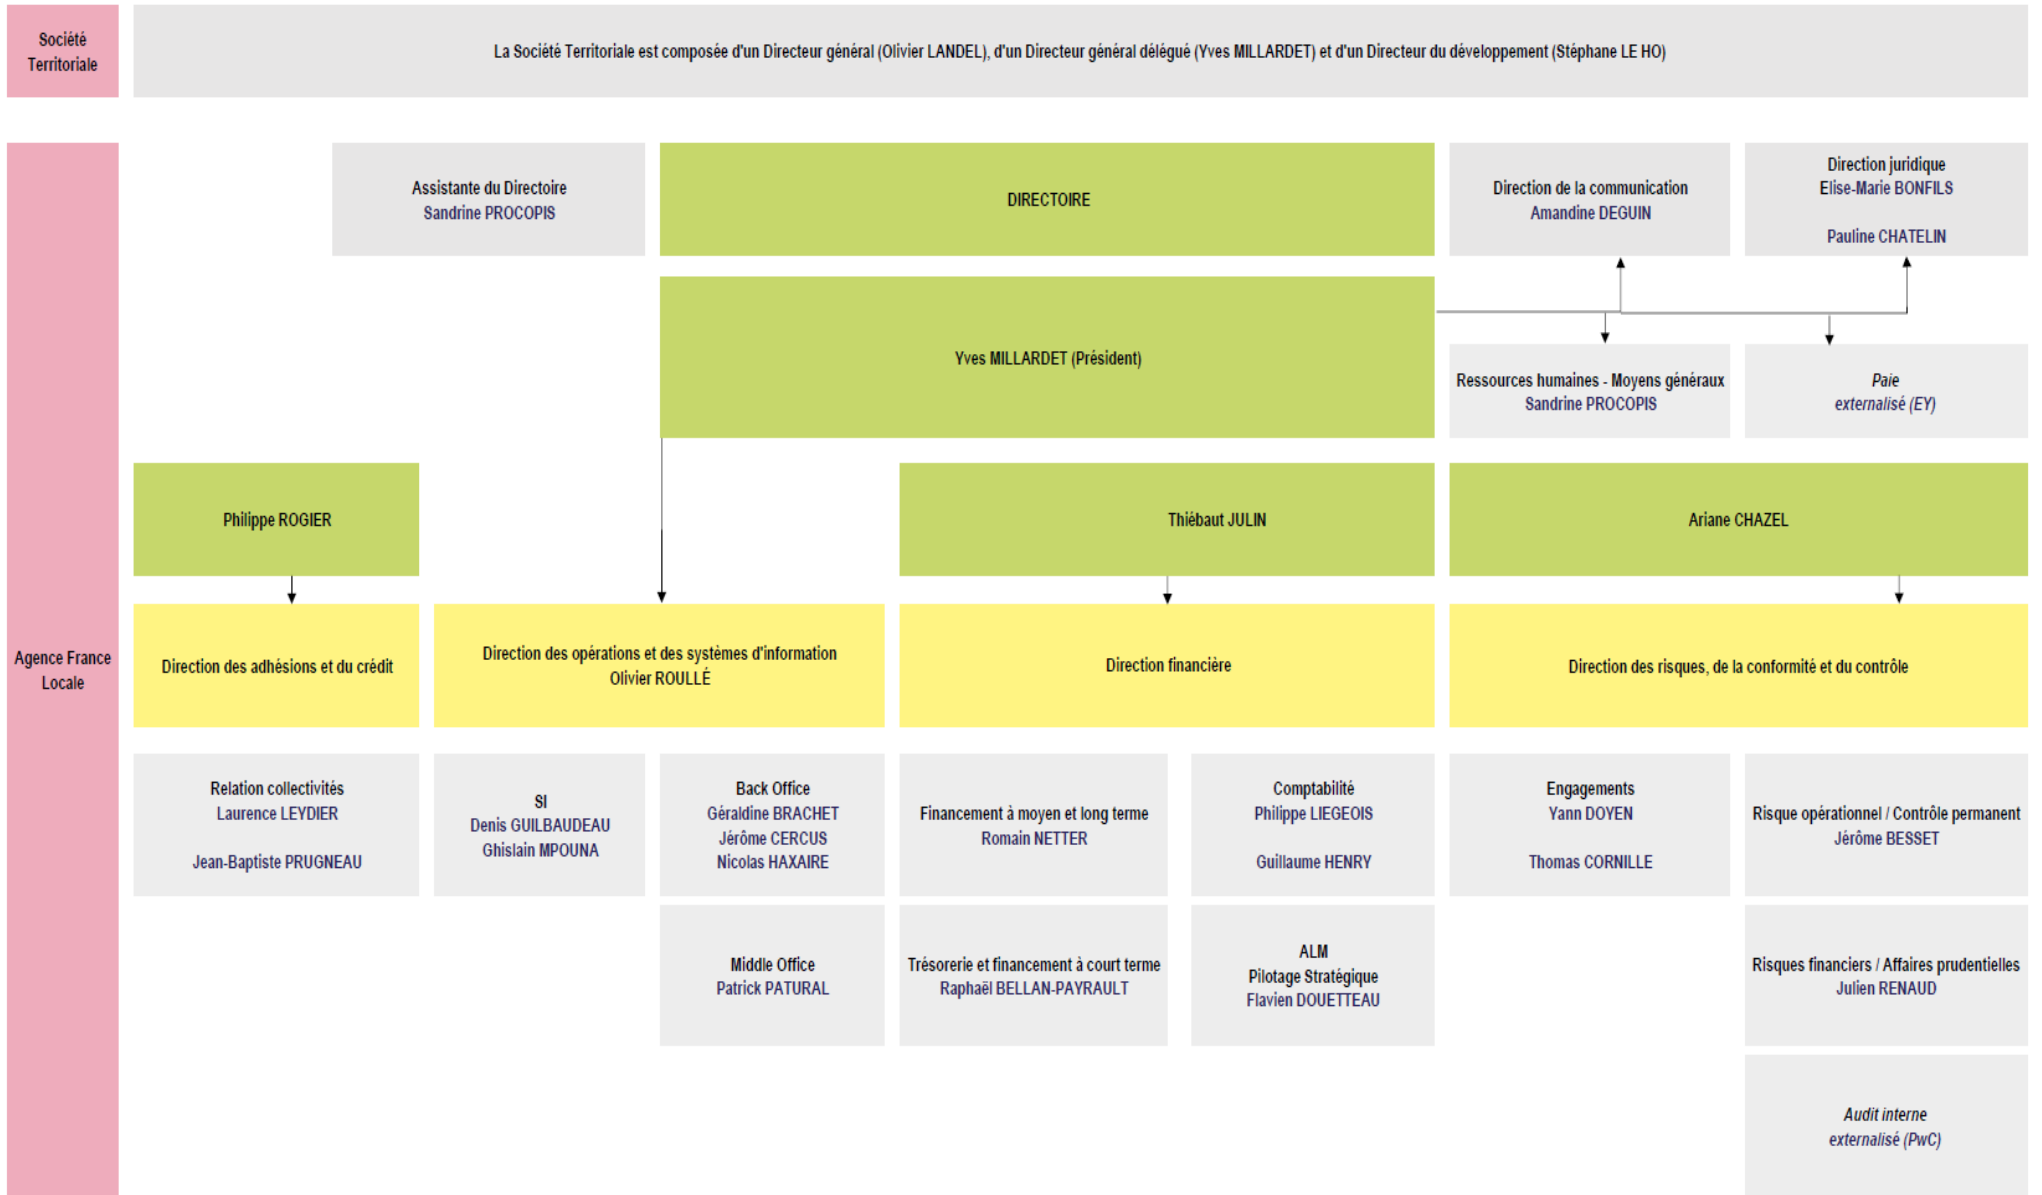 Société
Territoriale
La Société Territoriale est composée d'un Directeur général (Olivier LANDEL), d'un Directeur général délégué (Yves MILLARDET) et d'un Directeur du développement (Stéphane LE HO)
Agence France
Locale
Assistante du Directoire
Sandrine PROCOPIS
DIRECTOIRE
Direction de la communication
Amandine DEGUIN
Direction juridique
Elise-Marie BONFILS
Pauline CHATELIN
Yves MILLARDET (Président)
Ressources humaines - Moyens généraux
Sandrine PROCOPIS
Paie
externalisé (EY)
Philippe ROGIER
Thiébaut JULIN
Ariane CHAZEL
Direction des adhésions et du crédit
Direction des opérations et des systèmes d'information
Olivier ROULLÉ
Direction financière
Direction des risques, de la conformité et du contrôle
Relation collectivités
Laurence LEYDIER
Jean-Baptiste PRUGNEAU
SI
Denis GUILBAUDEAU
Ghislain MPOUNA
Back Office
Géraldine BRACHET
Jérôme CERCUS
Nicolas HAXAIRE
Financement à moyen et long terme
Romain NETTER
Comptabilité
Philippe LIEGEOIS
Guillaume HENRY
Engagements
Yann DOYEN
Thomas CORNILLE
Risque opérationnel / Contrôle permanent
Jérôme BESSET
Middle Office
Patrick PATURAL
Trésorerie et financement à court terme
Raphaël BELLAN-PAYRAULT
ALM
Pilotage Stratégique
Flavien DOUETTEAU
Risques financiers / Affaires prudentielles
Julien RENAUD
Audit interne
externalisé (PwC)